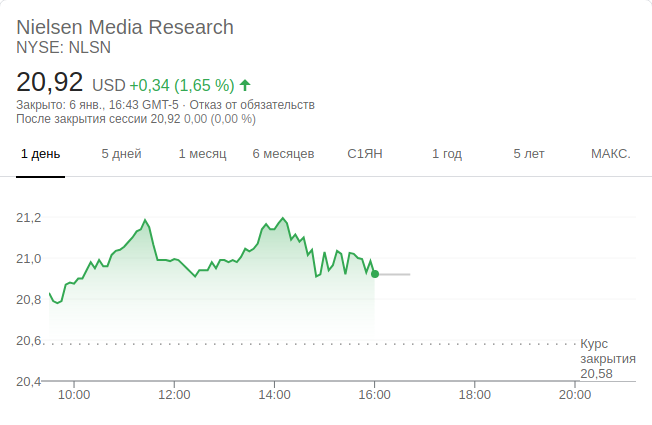 Nielsen Media Research
NYSE: NLSN
20,92 USD +0,34 (1,65 %)
Закрыто: 6 янв., 16:43 GMT-5 · Отказ от обязательств
После закрытия сессии 20,92 0,00 (0,00 %)
1 день 5 дней 1 месяц 6 месяцев С1ЯН 1 год 5 лет МАКС.
21,2
21,0
20,8
20,6
Курс
закрытия
20,58
20,4
10:00 12:00 14:00 16:00 18:00 20:00